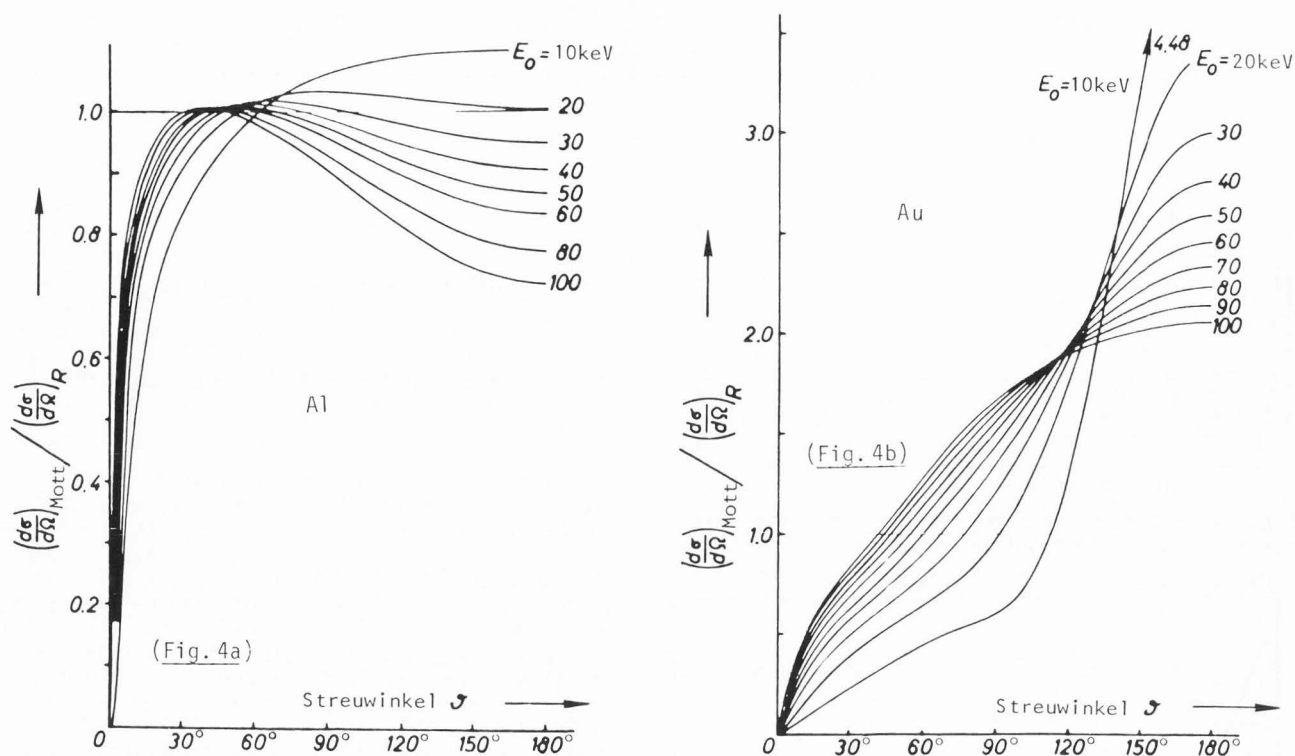 E₀=10keV
20
30
40
50
60
80
100
1.0
0.8
0.6
0.4
0.2
0
(dσ/dΩ)Mott/(dσ/dΩ)R
Al
(Fig. 4a)
Streuwinkel ϑ
30° 60° 90° 120° 150° 180°
4.48
E₀=10keV
E₀=20keV
30
40
50
60
70
80
90
100
3.0
2.0
1.0
Au
(dσ/dΩ)Mott/(dσ/dΩ)R
(Fig. 4b)
Streuwinkel ϑ
0 30° 60° 90° 120° 150° 180°